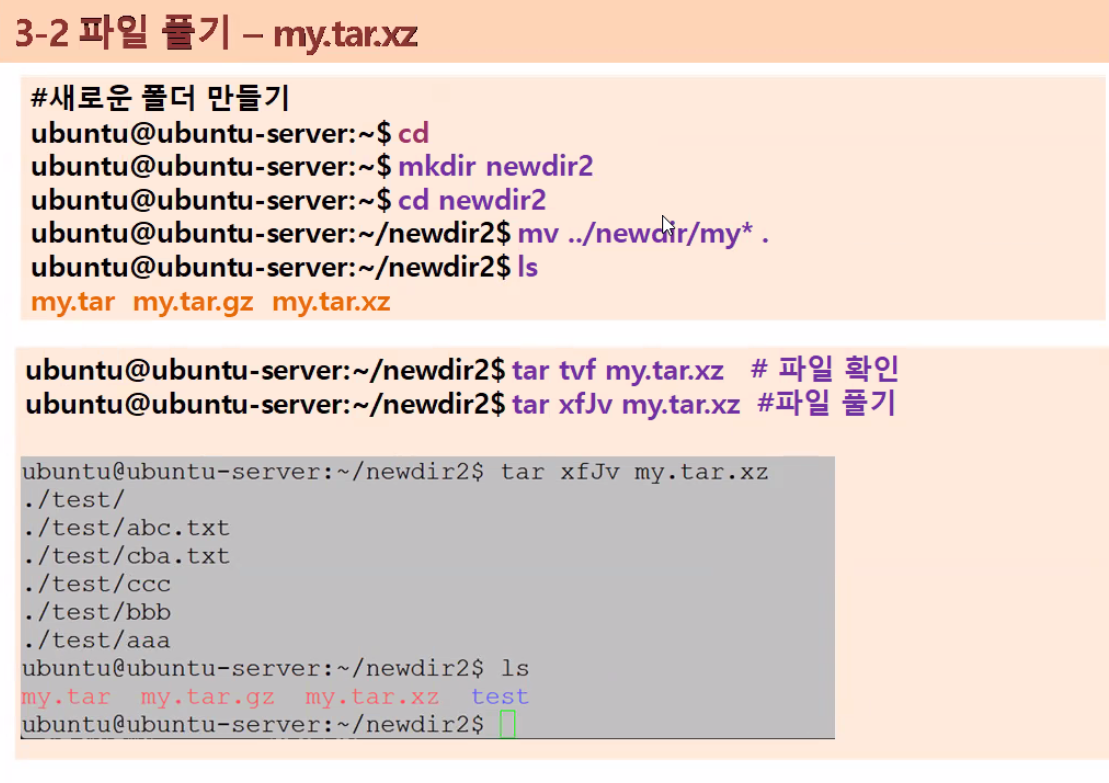 3-2 파일 풀기 – my.tar.xz
#새로운 폴더 만들기
ubuntu@ubuntu-server:~$ cd
ubuntu@ubuntu-server:~$ mkdir newdir2
ubuntu@ubuntu-server:~$ cd newdir2
ubuntu@ubuntu-server:~/newdir2$ mv ../newdir/my* .
ubuntu@ubuntu-server:~/newdir2$ ls
my.tar my.tar.gz my.tar.xz
ubuntu@ubuntu-server:~/newdir2$ tar tvf my.tar.xz # 파일 확인
ubuntu@ubuntu-server:~/newdir2$ tar xfJv my.tar.xz #파일 풀기
ubuntu@ubuntu-server:~/newdir2$ tar xfJv my.tar.xz
./test/
./test/abc.txt
./test/cba.txt
./test/ccc
./test/bbb
./test/aaa
ubuntu@ubuntu-server:~/newdir2$ ls
my.tar my.tar.gz my.tar.xz test
ubuntu@ubuntu-server:~/newdir2$